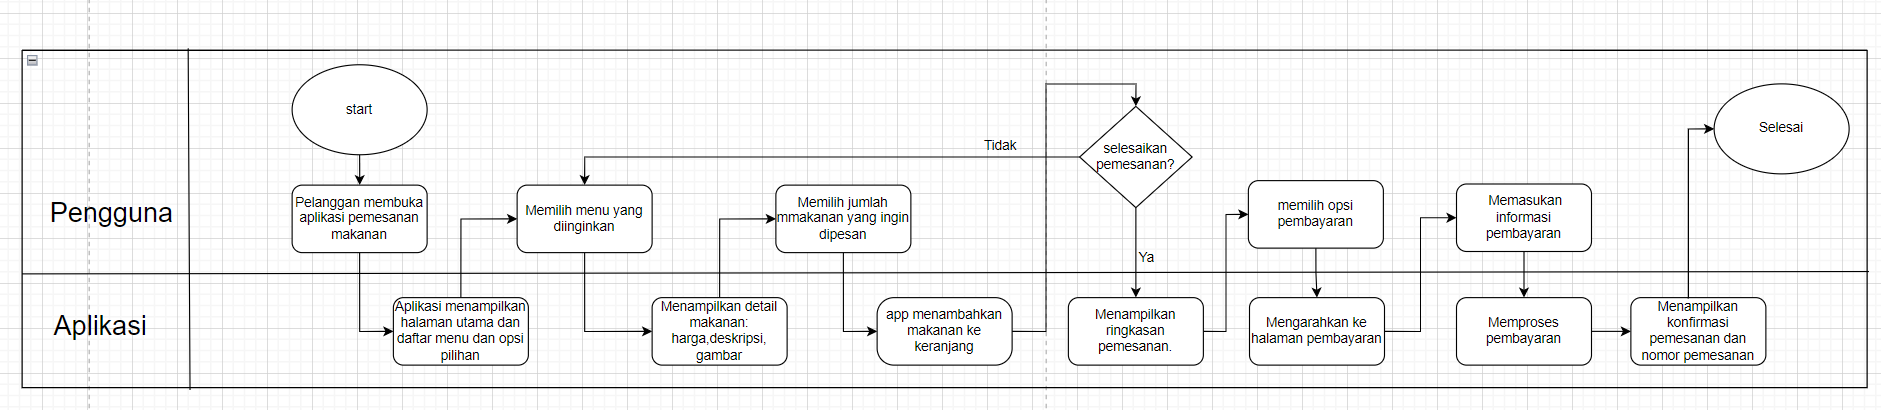 Pengguna
start
Pelanggan membuka
aplikasi pemesanan
makanan
Memilih menu yang
diinginkan
Memilih jumlah
mmakanan yang ingin
dipesan
Tidak
selesaikan
pemesanan?
Ya
memilih opsi
pembayaran
Memasukan
informasi
pembayaran
Selesai
Aplikasi
Aplikasi menampilkan
halaman utama dan
daftar menu dan opsi
pilihan
Menampilkan detail
makanan:
harga,deskripsi,
gambar
app menambahkan
makanan ke
keranjang
Menampilkan
ringkasan
pemesanan.
Mengarahkan ke
halaman pembayaran
Memproses
pembayaran
Menampilkan
konfirmasi
pemesanan dan
nomor pemesanan